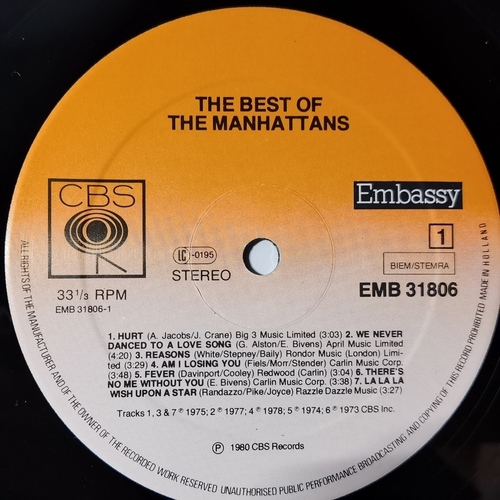 THE BEST OF
THE MANHATTANS
CBS
Embassy
1
LC-0195
STEREO
BIEM/STEMRA
33 1/3 RPM
EMB 31806-1
EMB 31806
1. HURT (A. Jacobs/J. Crane) Big 3 Music Limited (3:03) 2. WE NEVER
DANCED TO A LOVE SONG (G. Alston/E. Bivens) April Music Limited
(4:20) 3. REASONS (White/Stepney/Baily) Rondor Music (London) Limi-
ted (3:29) 4. AM I LOSING YOU (Fiels/Morr/Stender) Carlin Music Corp.
(3:48) 5. FEVER (Davinport/Cooley) Redwood (Carlin) (3:04) 6. THERE'S
NO ME WITHOUT YOU (E. Bivens) Carlin Music Corp. (3:38) 7. LA LA LA
WISH UPON A STAR (Randazzo/Pike/Joyce) Razzle Dazzle Music (3:27)
Tracks 1, 3 & 7 ℗ 1975; 2 ℗ 1977; 4 ℗ 1978; 5 ℗ 1974; 6 ℗ 1973 CBS Inc.
℗ 1980 CBS Records
ALL RIGHTS OF THE MANUFACTURER AND OF THE OWNER OF THE RECORDED WORK RESERVED UNAUTHORISED PUBLIC PERFORMANCE BROADCASTING AND COPYING OF THIS RECORD PROHIBITED MADE IN HOLLAND